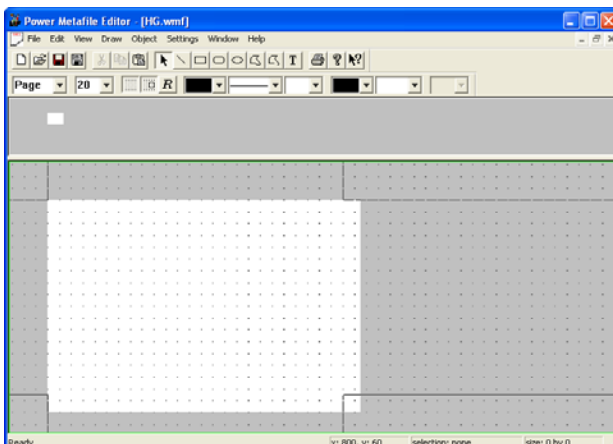 Power Metafile Editor - [HG.wmf]
File Edit View Draw Object Settings Window Help
T ? ?
Page 20 R
Ready x: 800, y: 60 selection: none size: 0 by 0